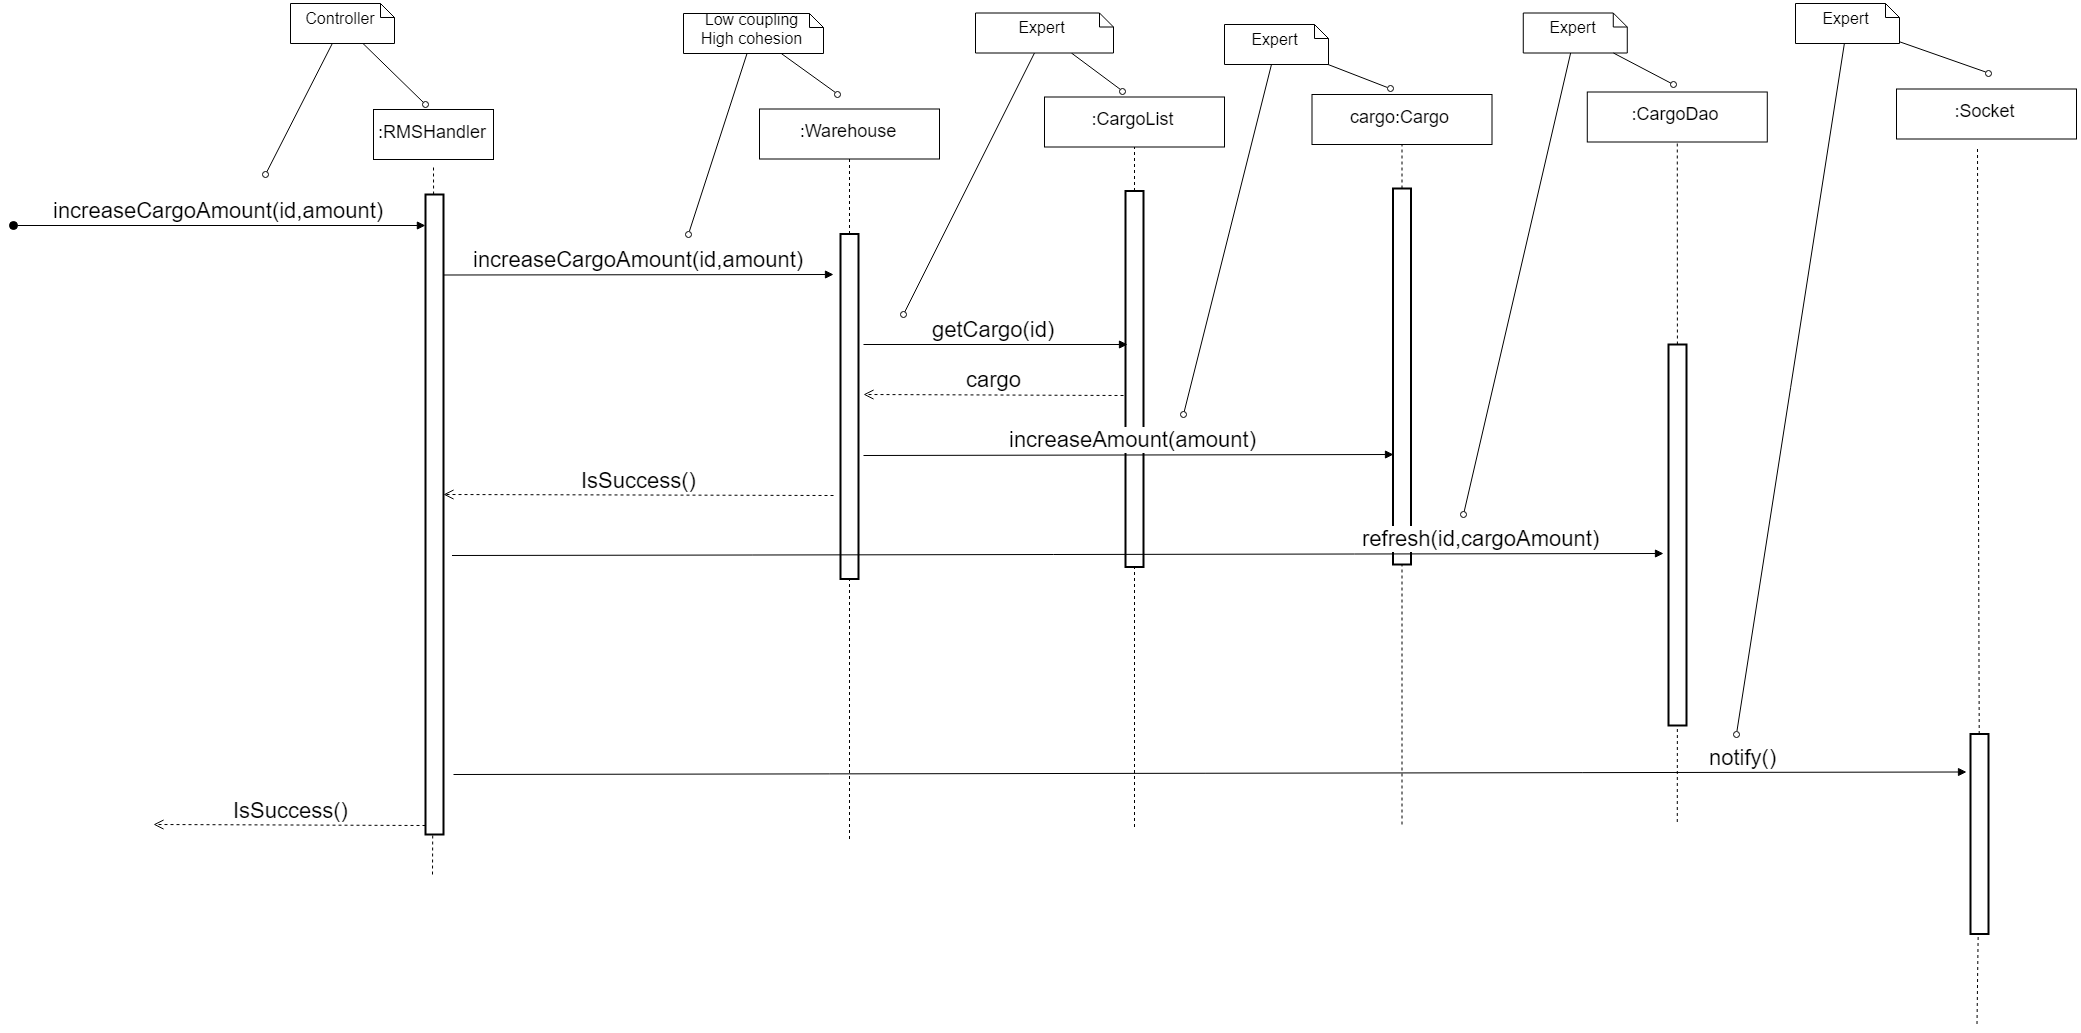 Controller
Low coupling
High cohesion
Expert
Expert
Expert
Expert
:RMSHandler
:Warehouse
:CargoList
cargo:Cargo
:CargoDao
:Socket
increaseCargoAmount(id,amount)
increaseCargoAmount(id,amount)
getCargo(id)
cargo
increaseAmount(amount)
IsSuccess()
refresh(id,cargoAmount)
notify()
IsSuccess()